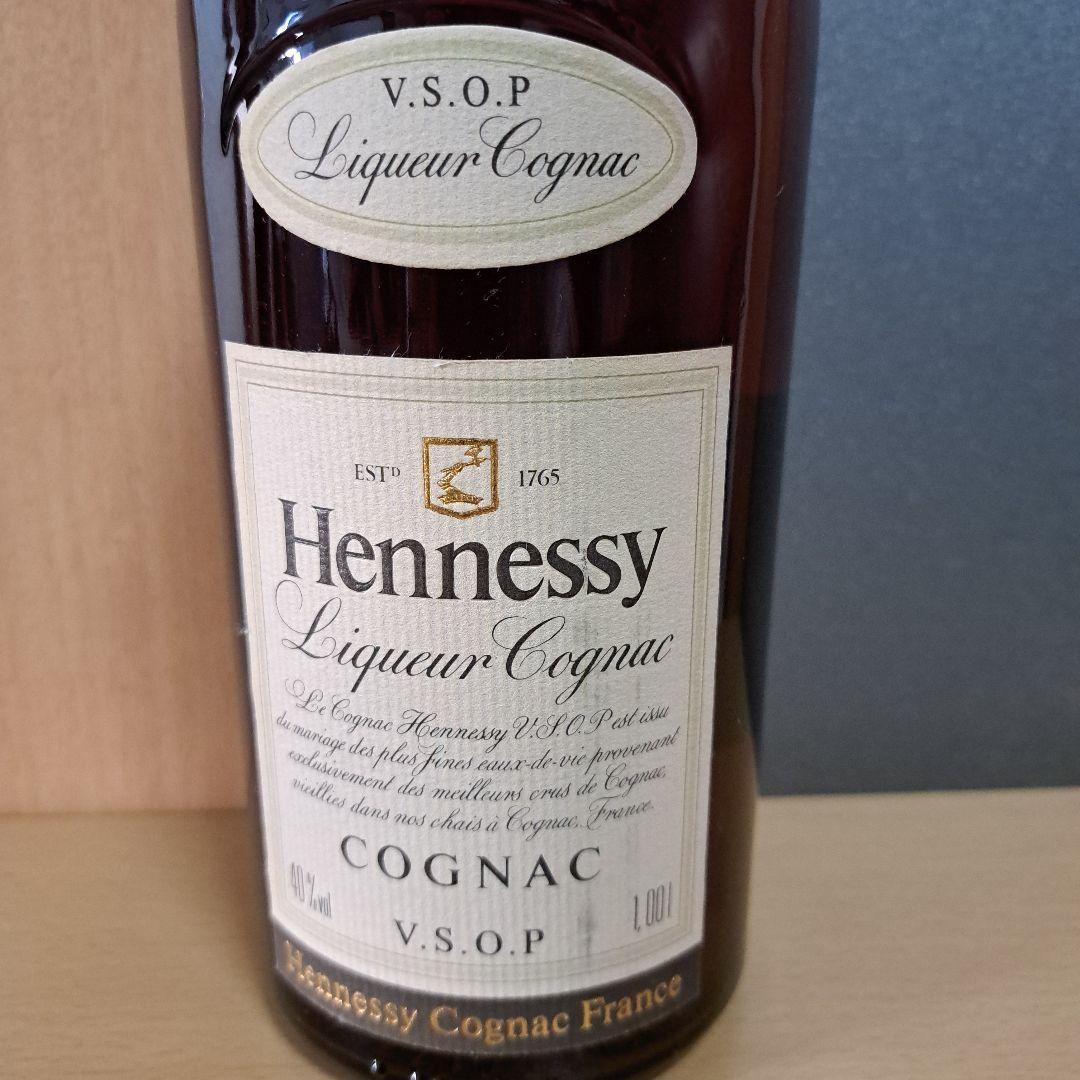 V.S.O.P
Liqueur Cognac
ESTD 1765
Hennessy
Liqueur Cognac
Le Cognac Hennessy V.S.O.P est issu
du mariage des plus fines eaux-de-vie provenant
exclusivement des meilleurs crus de Cognac,
vieillies dans nos chais à Cognac, France.
COGNAC
40%vol 1,00 l
V.S.O.P
Hennessy Cognac France